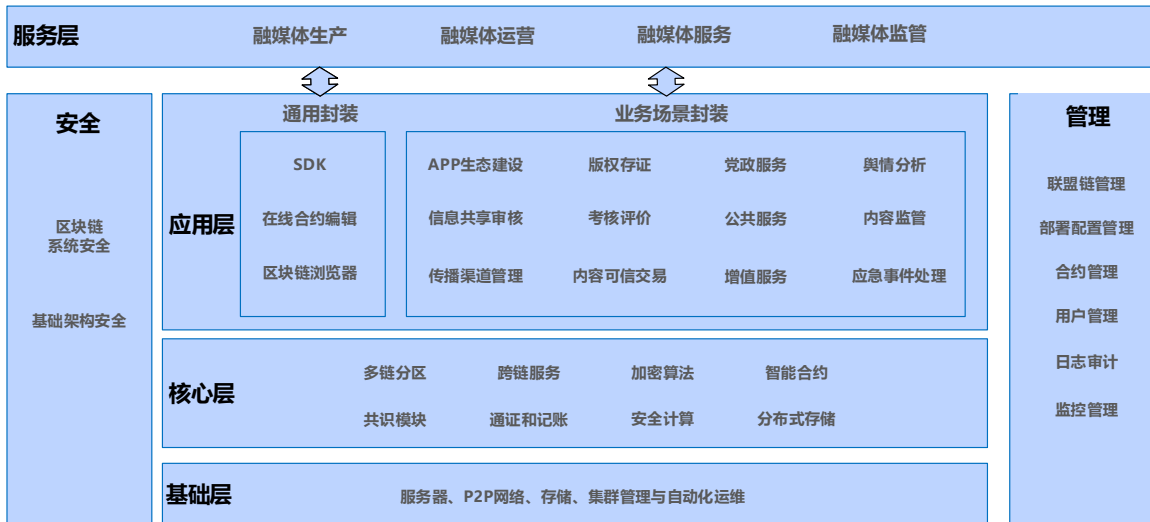 服务层
融媒体生产
融媒体运营
融媒体服务
融媒体监管
安全
区块链
系统安全
基础架构安全
应用层
通用封装
SDK
在线合约编辑
区块链浏览器
业务场景封装
APP生态建设
版权存证
党政服务
舆情分析
信息共享审核
考核评价
公共服务
内容监管
传播渠道管理
内容可信交易
增值服务
应急事件处理
核心层
多链分区
跨链服务
加密算法
智能合约
共识模块
通证和记账
安全计算
分布式存储
基础层
服务器、P2P网络、存储、集群管理与自动化运维
管理
联盟链管理
部署配置管理
合约管理
用户管理
日志审计
监控管理